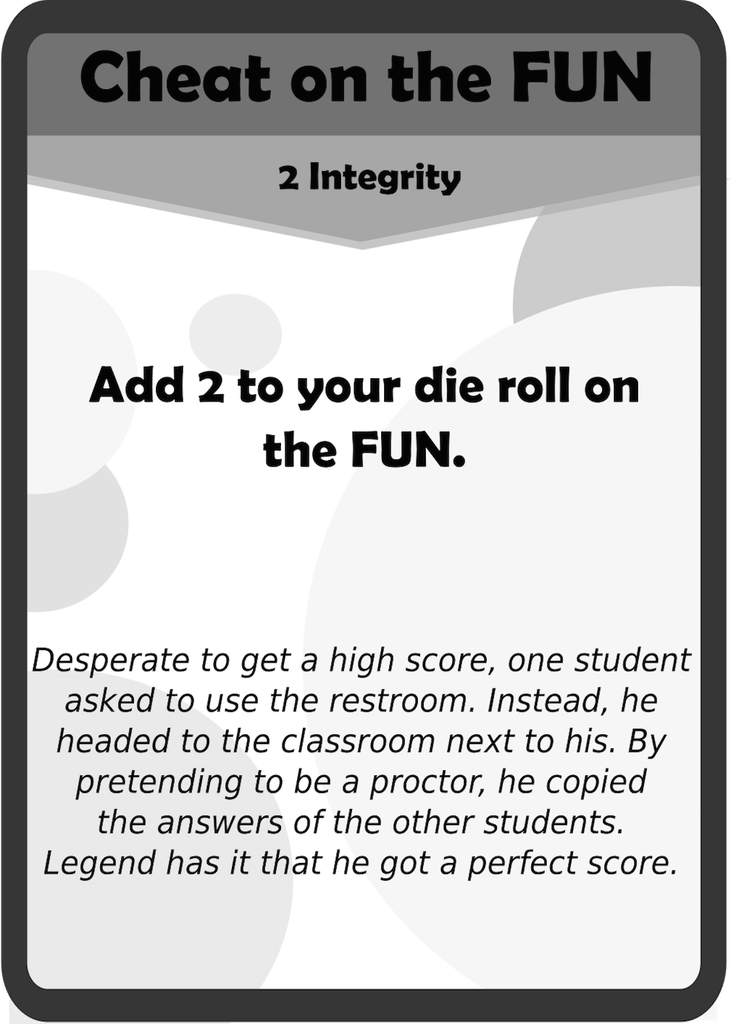 Cheat on the FUN
2 Integrity
Add 2 to your die roll on
the FUN.
Desperate to get a high score, one student
asked to use the restroom. Instead, he
headed to the classroom next to his. By
pretending to be a proctor, he copied
the answers of the other students.
Legend has it that he got a perfect score.